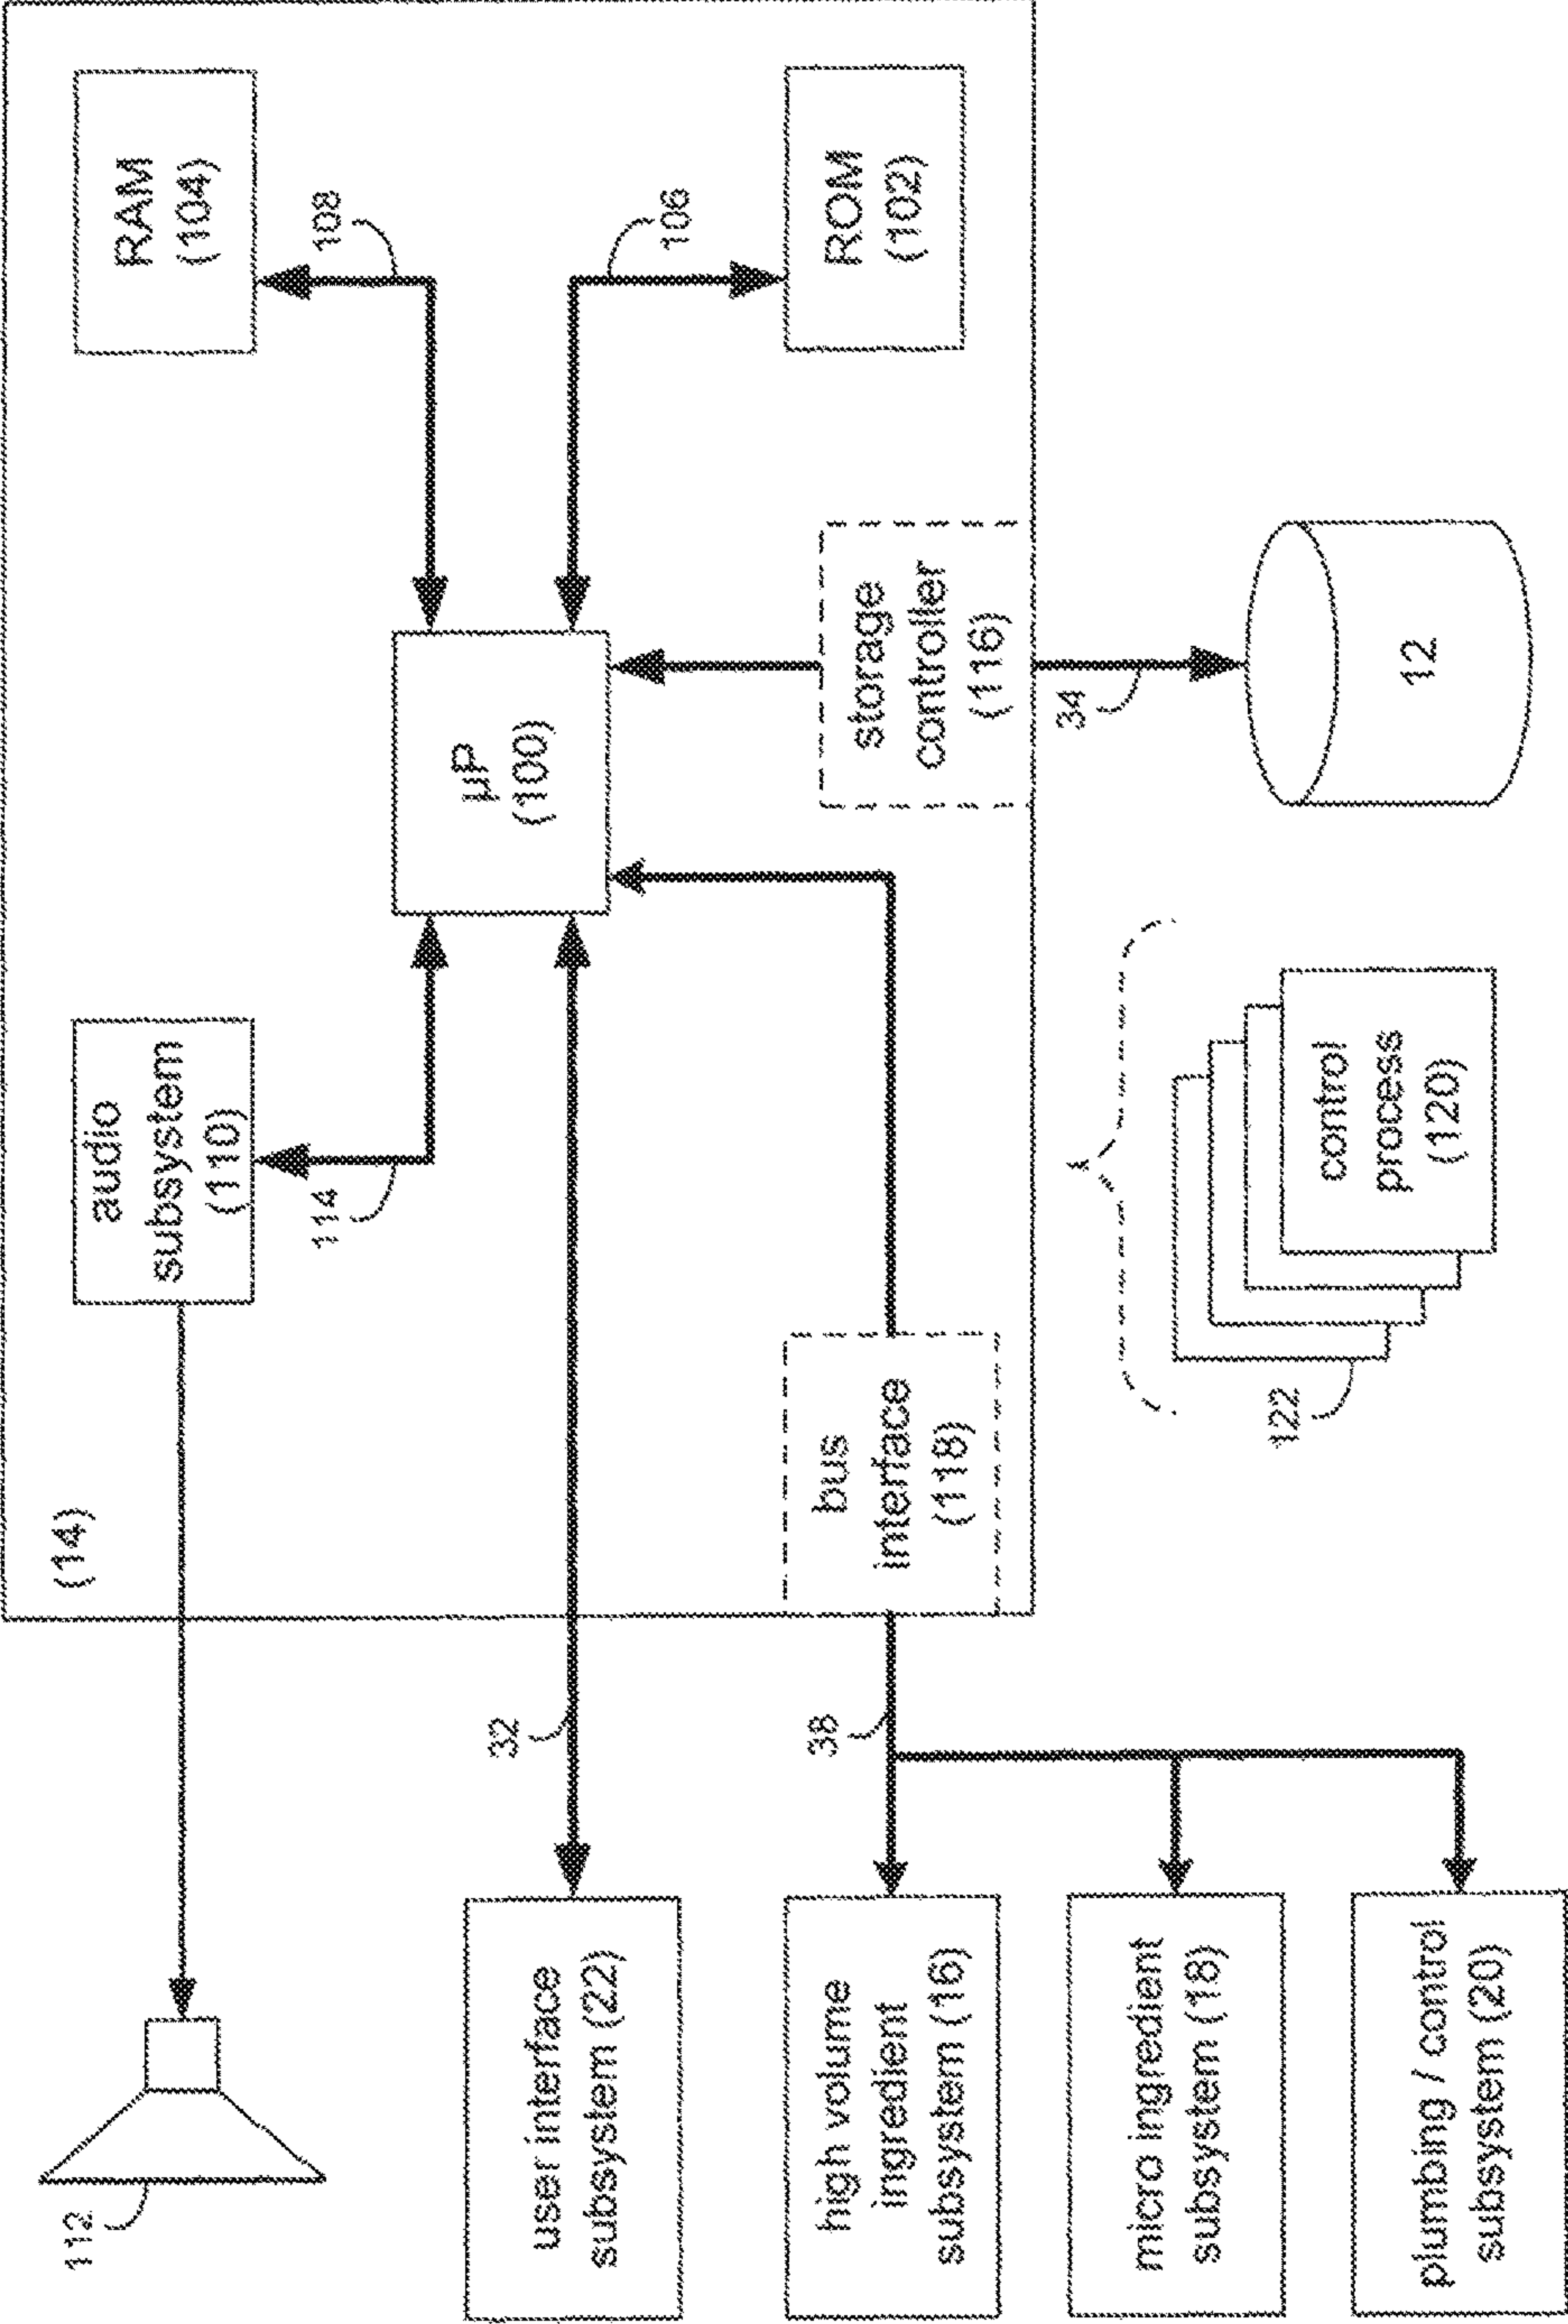 112
(14)
audio
subsystem
(110)
RAM
(104)
114
108
user interface
subsystem (22)
32
µP
(100)
106
high volume
ingredient
subsystem (16)
38
bus
interface
(118)
storage
controller
(116)
ROM
(102)
34
micro ingredient
subsystem (18)
122
control
process
(120)
12
plumbing / control
subsystem (20)